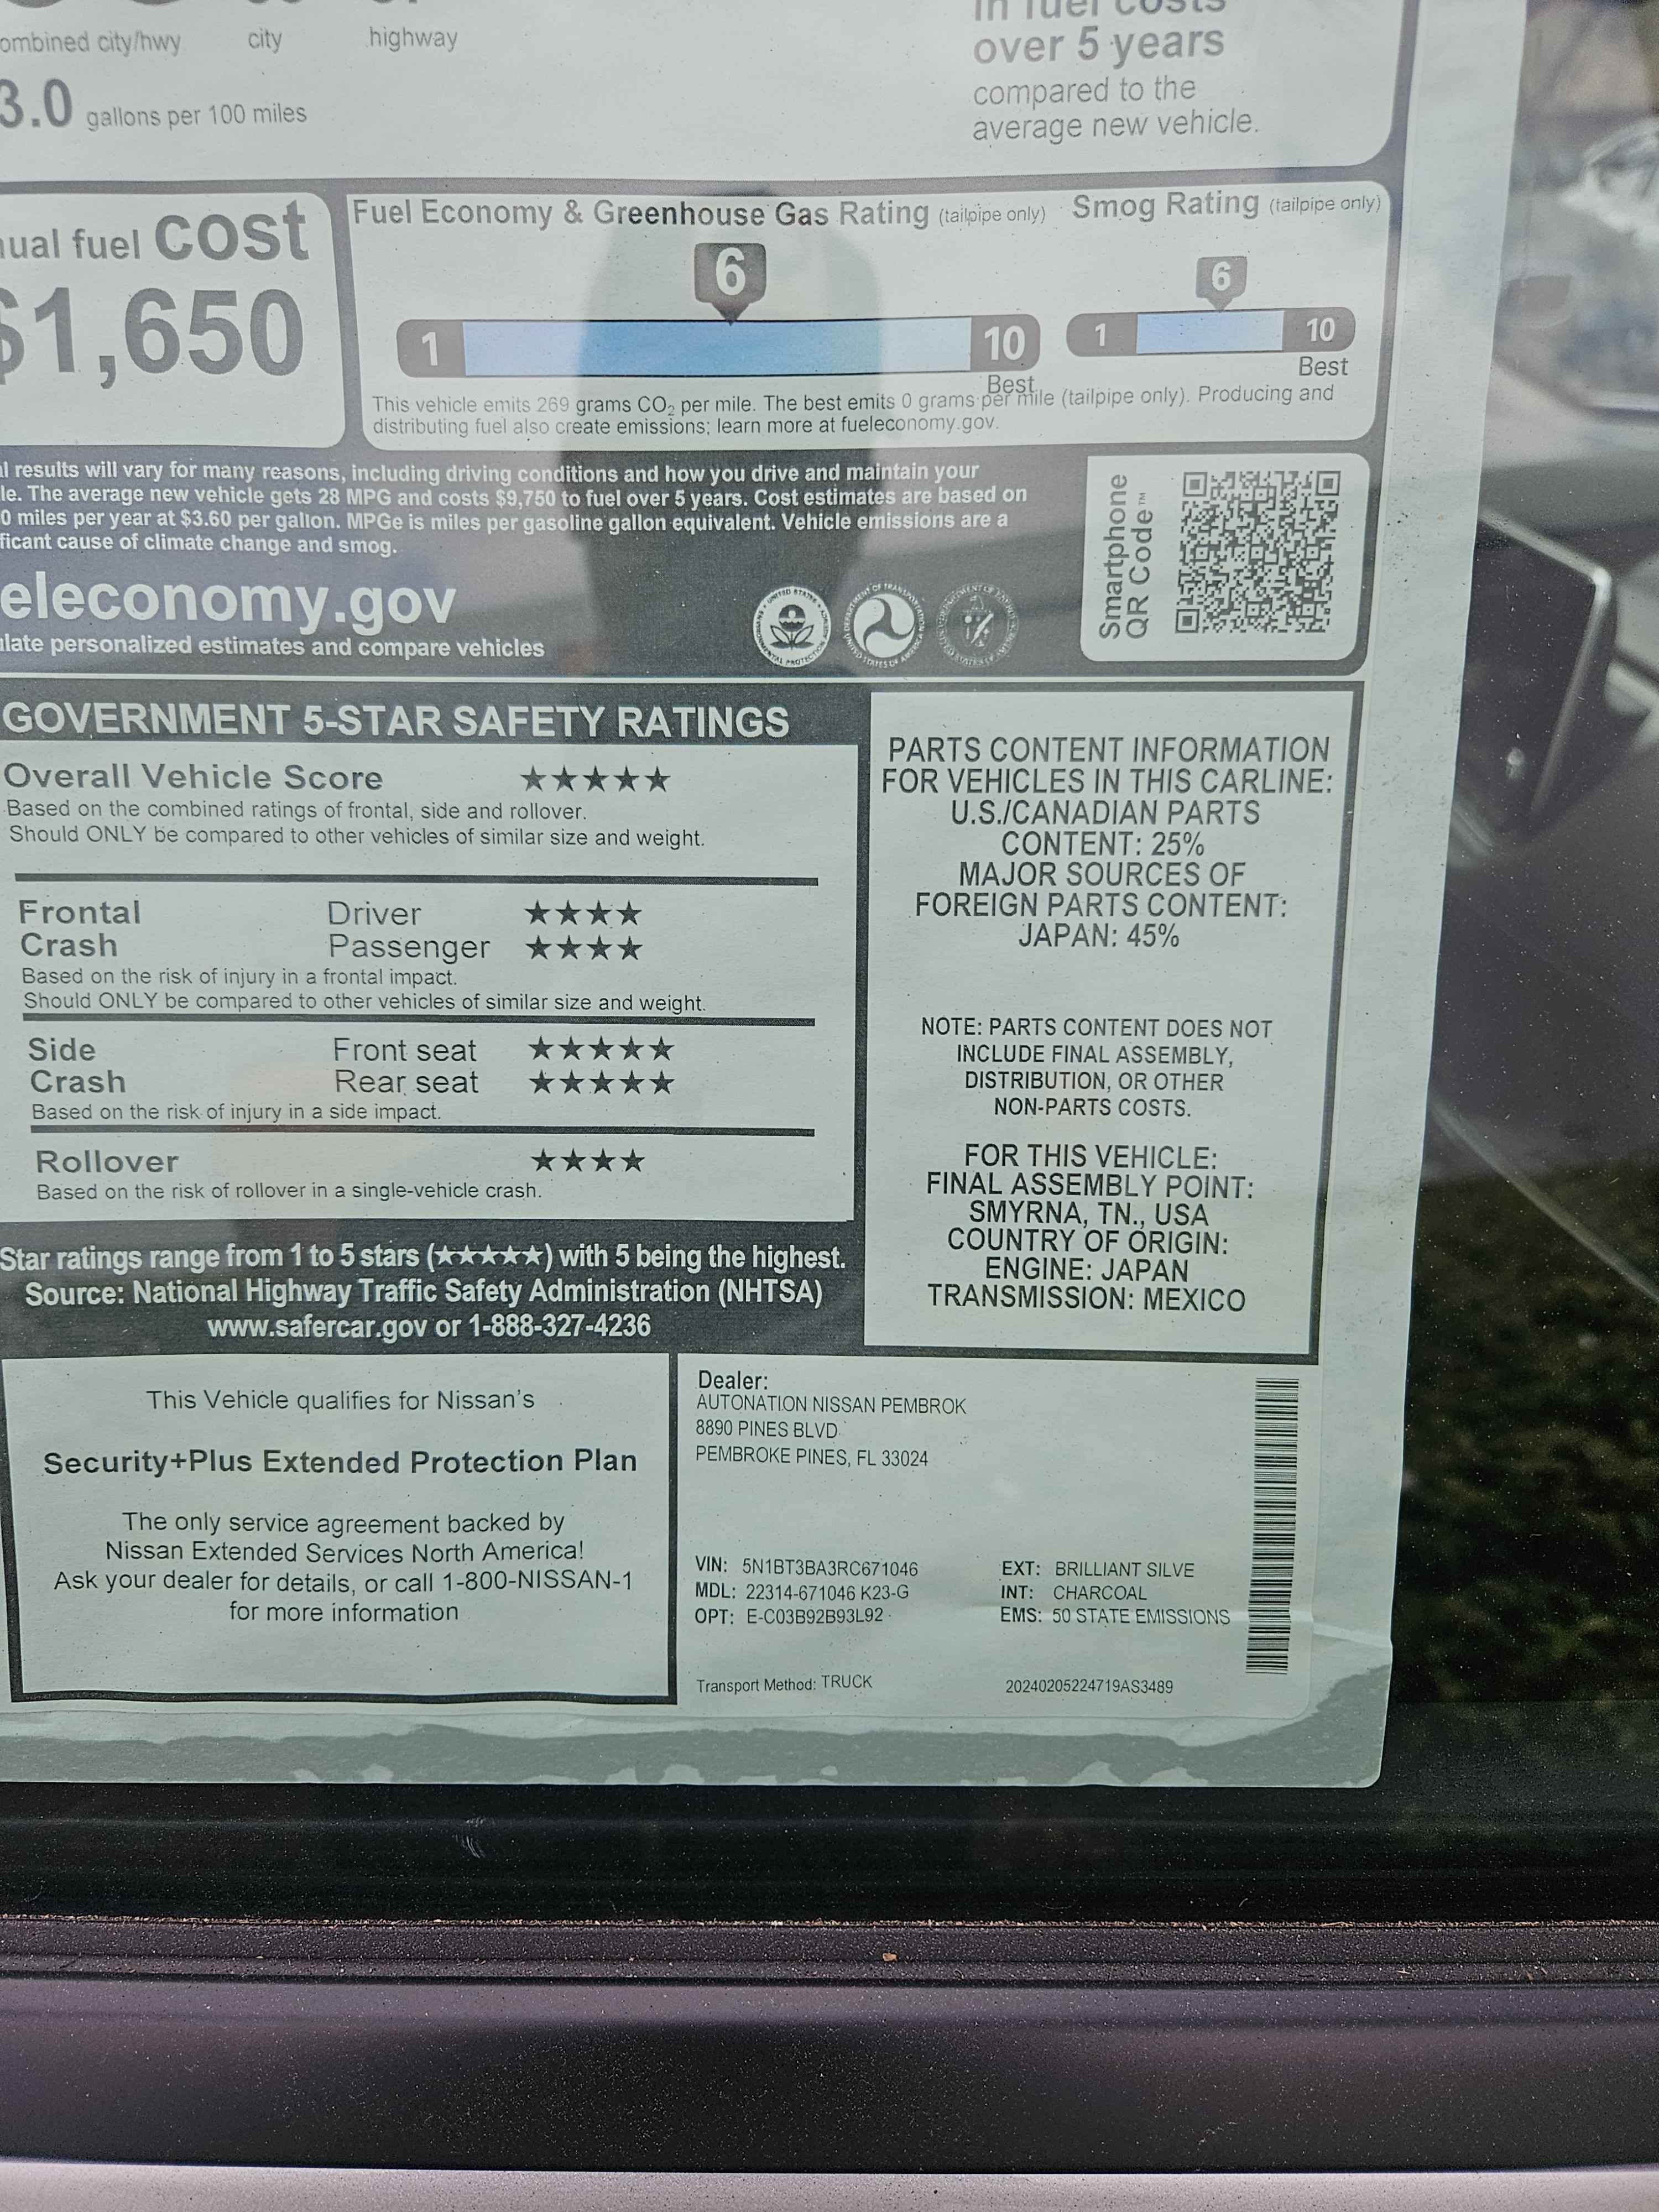 ombined city/hwy city highway
3.0 gallons per 100 miles
in fuel costs
over 5 years
compared to the
average new vehicle.
ual fuel cost
$1,650
Fuel Economy & Greenhouse Gas Rating (tailpipe only) Smog Rating (tailpipe only)
6 6
1 10 1 10
Best Best
This vehicle emits 269 grams CO₂ per mile. The best emits 0 grams per mile (tailpipe only). Producing and
distributing fuel also create emissions; learn more at fueleconomy.gov.
l results will vary for many reasons, including driving conditions and how you drive and maintain your
le. The average new vehicle gets 28 MPG and costs $9,750 to fuel over 5 years. Cost estimates are based on
0 miles per year at $3.60 per gallon. MPGe is miles per gasoline gallon equivalent. Vehicle emissions are a
ficant cause of climate change and smog.
eleconomy.gov
late personalized estimates and compare vehicles
Smartphone
QR Code™
GOVERNMENT 5-STAR SAFETY RATINGS
Overall Vehicle Score ★★★★★
Based on the combined ratings of frontal, side and rollover.
Should ONLY be compared to other vehicles of similar size and weight.
Frontal Driver ★★★★
Crash Passenger ★★★★
Based on the risk of injury in a frontal impact.
Should ONLY be compared to other vehicles of similar size and weight.
Side Front seat ★★★★★
Crash Rear seat ★★★★★
Based on the risk of injury in a side impact.
Rollover ★★★★
Based on the risk of rollover in a single-vehicle crash.
Star ratings range from 1 to 5 stars (★★★★★) with 5 being the highest.
Source: National Highway Traffic Safety Administration (NHTSA)
www.safercar.gov or 1-888-327-4236
PARTS CONTENT INFORMATION
FOR VEHICLES IN THIS CARLINE:
U.S./CANADIAN PARTS
CONTENT: 25%
MAJOR SOURCES OF
FOREIGN PARTS CONTENT:
JAPAN: 45%
NOTE: PARTS CONTENT DOES NOT
INCLUDE FINAL ASSEMBLY,
DISTRIBUTION, OR OTHER
NON-PARTS COSTS.
FOR THIS VEHICLE:
FINAL ASSEMBLY POINT:
SMYRNA, TN., USA
COUNTRY OF ORIGIN:
ENGINE: JAPAN
TRANSMISSION: MEXICO
This Vehicle qualifies for Nissan's
Security+Plus Extended Protection Plan
The only service agreement backed by
Nissan Extended Services North America!
Ask your dealer for details, or call 1-800-NISSAN-1
for more information
Dealer:
AUTONATION NISSAN PEMBROK
8890 PINES BLVD
PEMBROKE PINES, FL 33024
VIN: 5N1BT3BA3RC671046 EXT: BRILLIANT SILVE
MDL: 22314-671046 K23-G INT: CHARCOAL
OPT: E-C03B92B93L92 EMS: 50 STATE EMISSIONS
Transport Method: TRUCK 20240205224719AS3489